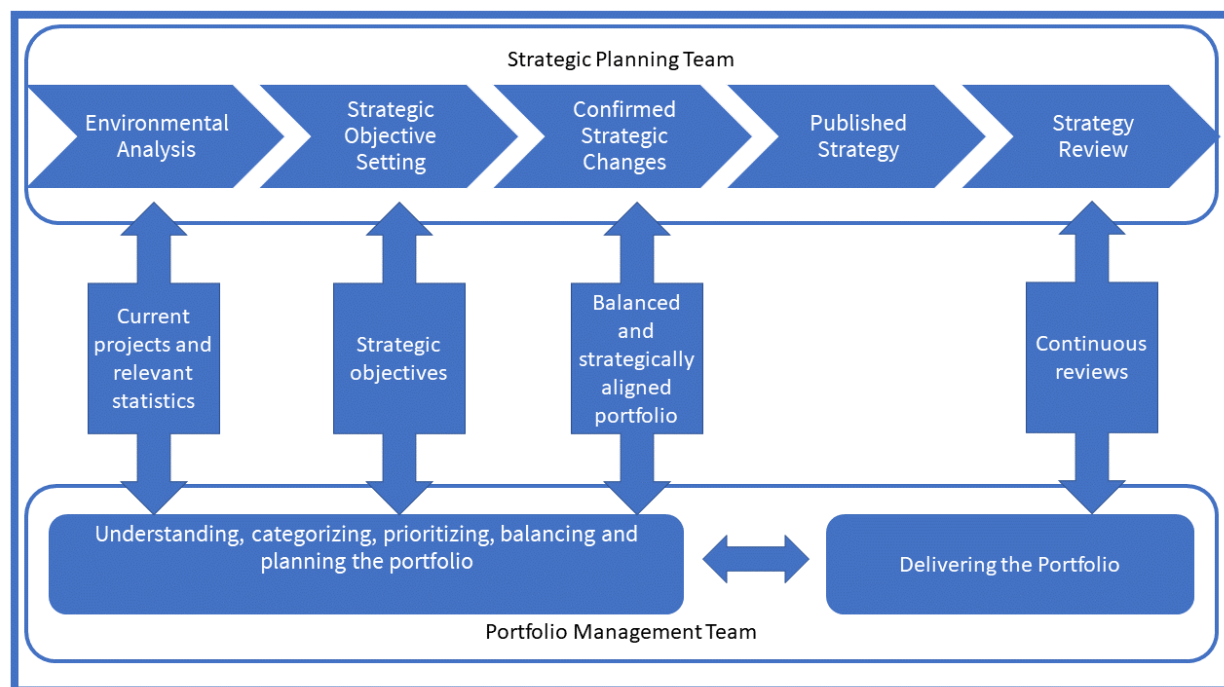 Strategic Planning Team
Environmental
Analysis
Strategic
Objective
Setting
Confirmed
Strategic
Changes
Published
Strategy
Strategy
Review
Current
projects and
relevant
statistics
Strategic
objectives
Balanced
and
strategically
aligned
portfolio
Continuous
reviews
Understanding, categorizing, prioritizing, balancing and
planning the portfolio
Delivering the Portfolio
Portfolio Management Team